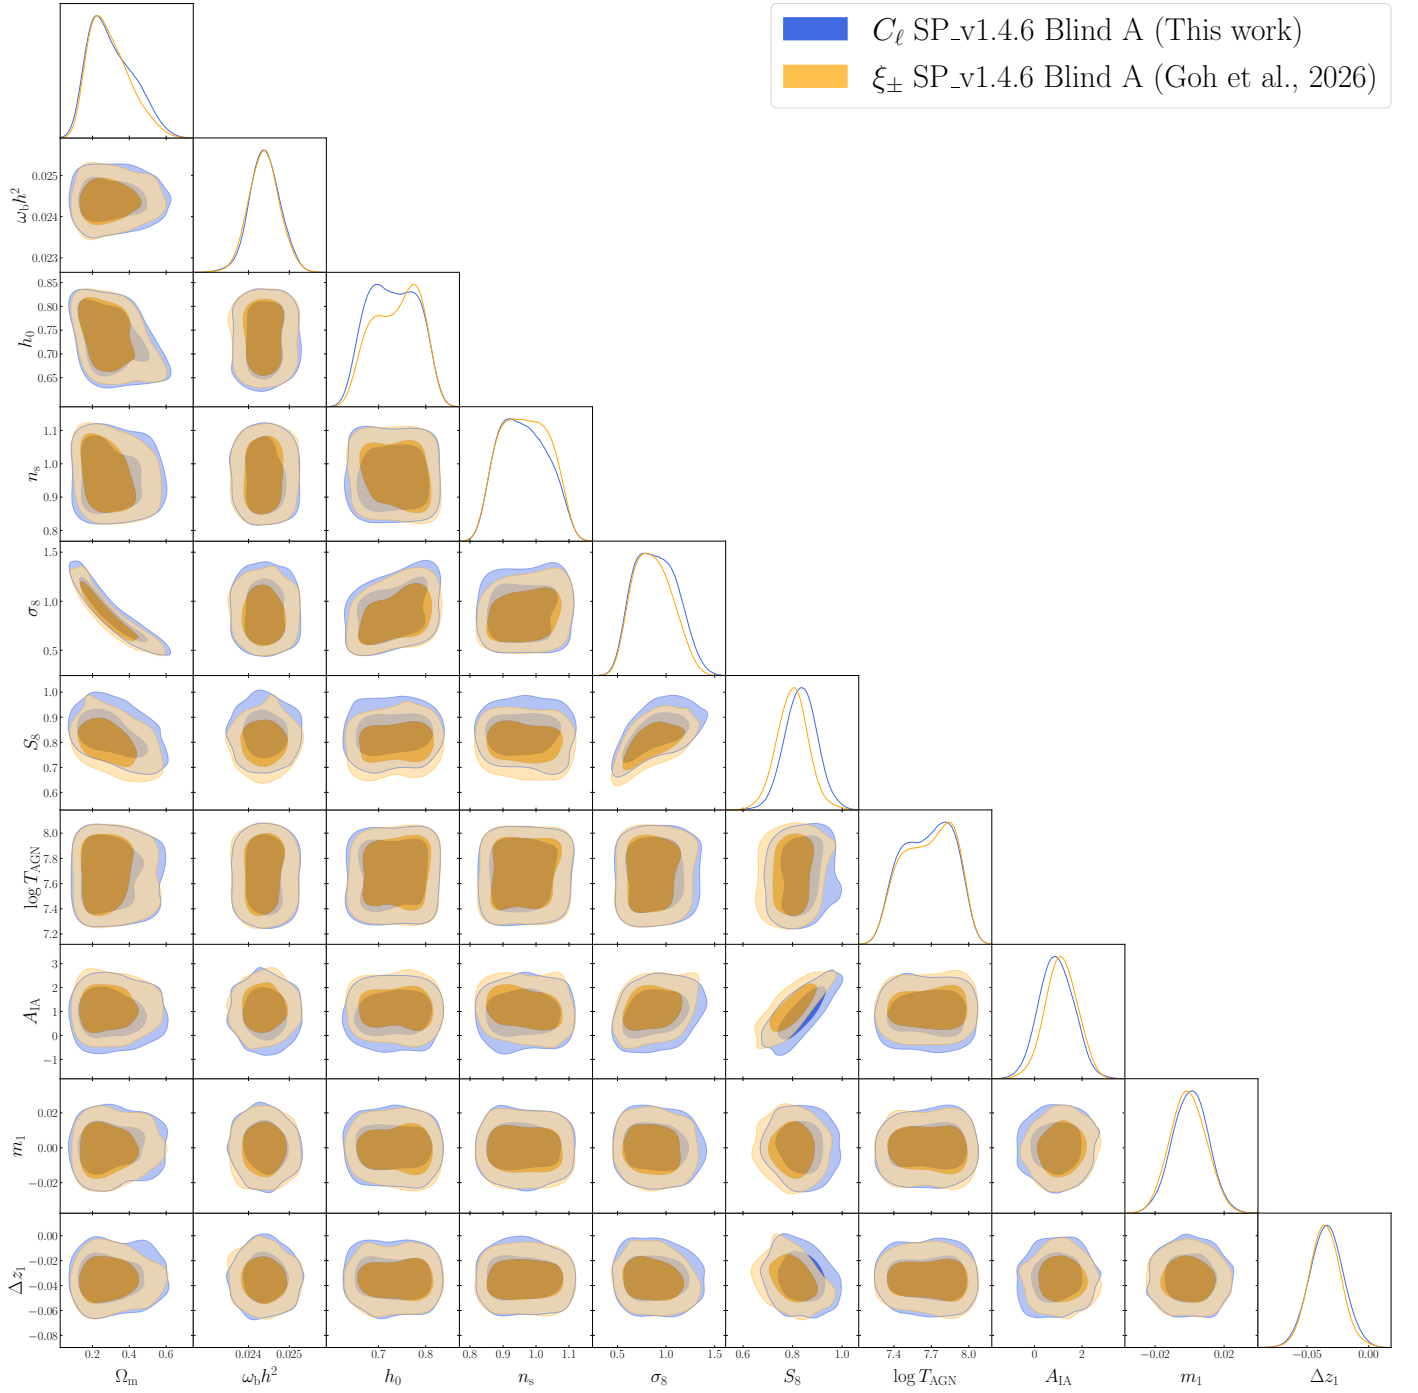 C_ℓ SP_v1.4.6 Blind A (This work)
ξ± SP_v1.4.6 Blind A (Goh et al., 2026)
ω_b h²
0.025
0.024
0.023
h_0
0.85
0.80
0.75
0.70
0.65
n_s
1.1
1.0
0.9
0.8
σ_8
1.5
1.0
0.5
S_8
1.0
0.9
0.8
0.7
0.6
log T_AGN
8.0
7.8
7.6
7.4
7.2
A_IA
3
2
1
0
−1
m_1
0.02
0.00
−0.02
Δz_1
0.00
−0.02
−0.04
−0.06
−0.08
0.2 0.4 0.6
0.024 0.025
0.7 0.8
0.8 0.9 1.0 1.1
0.5 1.0 1.5
0.6 0.8 1.0
7.4 7.7 8.0
0 2
−0.02 0.02
−0.05 0.00
Ω_m
ω_b h²
h_0
n_s
σ_8
S_8
log T_AGN
A_IA
m_1
Δz_1